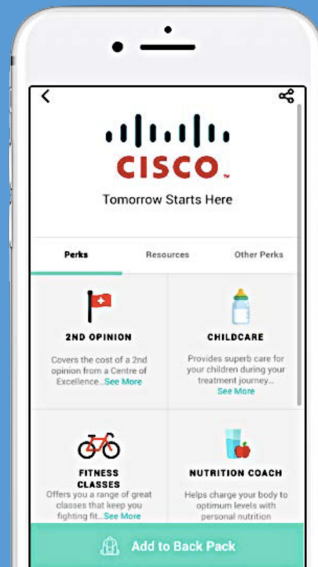 CISCO
Tomorrow Starts Here
Perks Resources Other Perks
2ND OPINION
Covers the cost of a 2nd
opinion from a Centre of
Excellence...See More
CHILDCARE
Provides superb care for
your children during your
treatment journey...
See More
FITNESS
CLASSES
Offers you a range of great
classes that keep you
fighting fit...See More
NUTRITION COACH
Helps charge your body to
optimum levels with
personal nutrition
Add to Back Pack